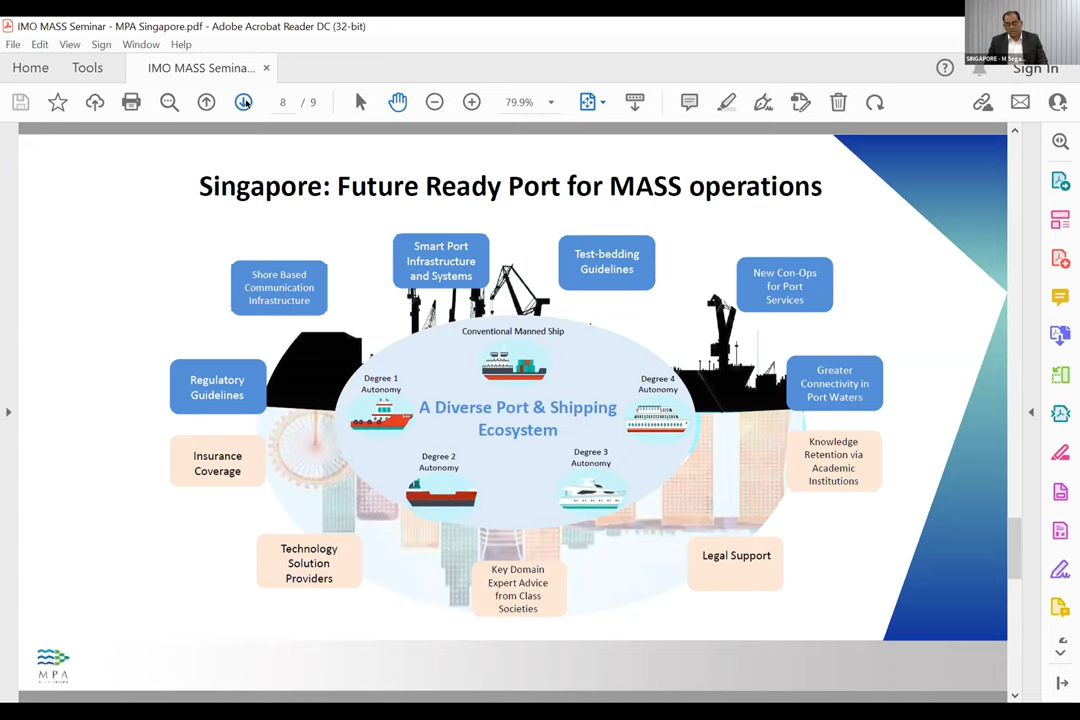 IMO MASS Seminar - MPA Singapore.pdf - Adobe Acrobat Reader DC (32-bit)
File Edit View Sign Window Help
Home Tools IMO MASS Semina... ×
Sign In
SINGAPORE - M Sega...
8 / 9
79.9%
Singapore: Future Ready Port for MASS operations
Smart Port
Infrastructure
and Systems
Test-bedding
Guidelines
Shore Based
Communication
Infrastructure
New Con-Ops
for Port
Services
Conventional Manned Ship
Regulatory
Guidelines
Degree 1
Autonomy
Degree 4
Autonomy
Greater
Connectivity in
Port Waters
A Diverse Port & Shipping
Ecosystem
Insurance
Coverage
Degree 2
Autonomy
Degree 3
Autonomy
Knowledge
Retention via
Academic
Institutions
Technology
Solution
Providers
Key Domain
Expert Advice
from Class
Societies
Legal Support
MPA